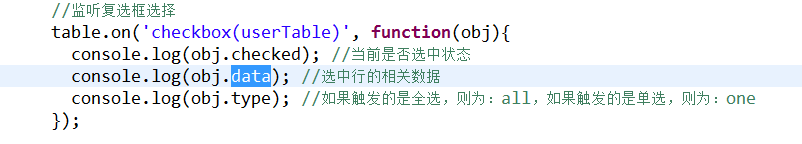 //监听复选框选择
table.on('checkbox(userTable)', function(obj){
console.log(obj.checked); //当前是否选中状态
console.log(obj.data); //选中行的相关数据
console.log(obj.type); //如果触发的是全选，则为：all，如果触发的是单选，则为：one
});